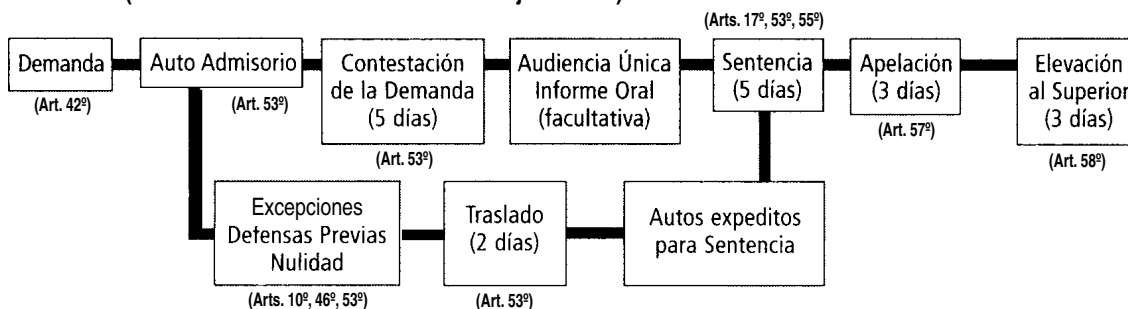 (Arts. 17º, 53º, 55º)
Demanda
(Art. 42º)
Auto Admisorio
(Art. 53º)
Contestación
de la Demanda
(5 días)
(Art. 53º)
Audiencia Única
Informe Oral
(facultativa)
Sentencia
(5 días)
Apelación
(3 días)
(Art. 57º)
Elevación
al Superior
(3 días)
(Art. 58º)
Excepciones
Defensas Previas
Nulidad
(Arts. 10º, 46º, 53º)
Traslado
(2 días)
(Art. 53º)
Autos expeditos
para Sentencia